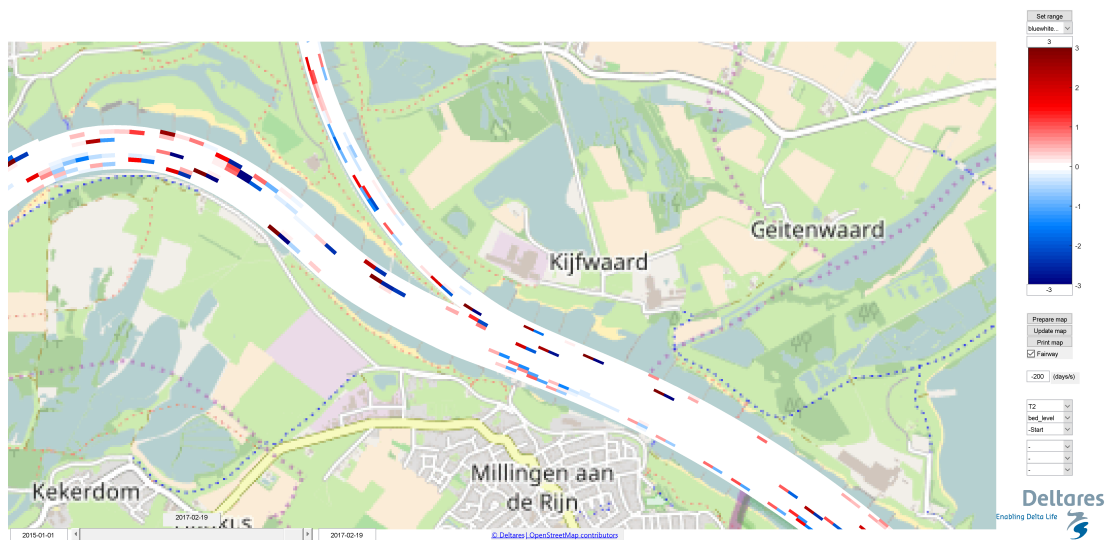 Set range
bluewhite...
3
3
2
1
0
-1
-2
-3
-3
Geitenwaard
Kijfwaard
Prepare map
Update map
Print map
Fairway
-200 (days/s)
T2
bed_level
-Start
-
-
-
Millingen aan
de Rijn
Kekerdom
Deltares
Enabling Delta Life
2017-02-19
2015-01-01
2017-02-19
© Deltares | OpenStreetMap contributors